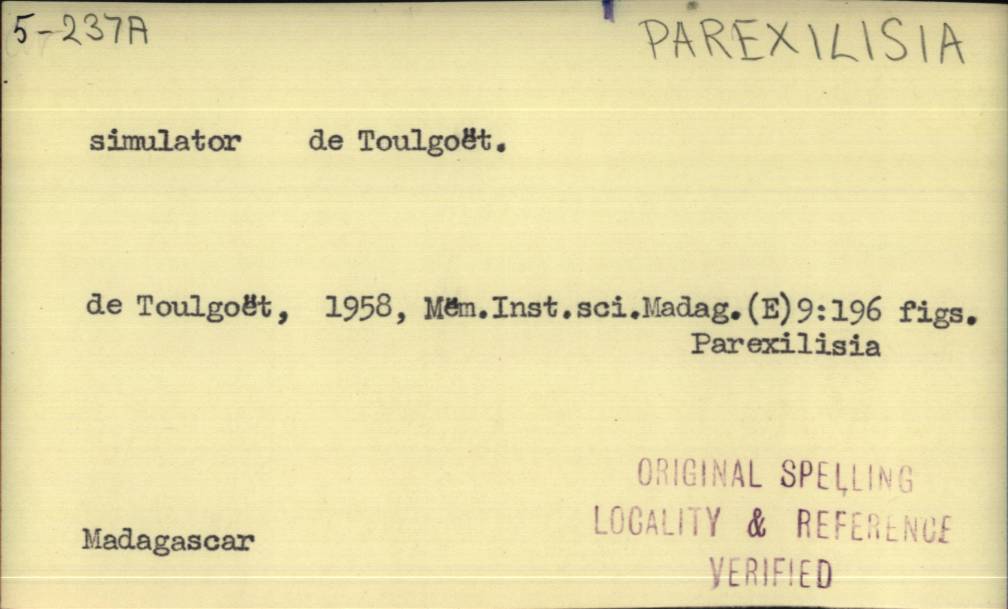 5-237A PAREXILISIA
simulator de Toulgoët.
de Toulgoët, 1958, Mëm.Inst.sci.Madag.(E)9:196 figs.
Parexilisia
ORIGINAL SPELLING
LOCALITY & REFERENCE
VERIFIED
Madagascar